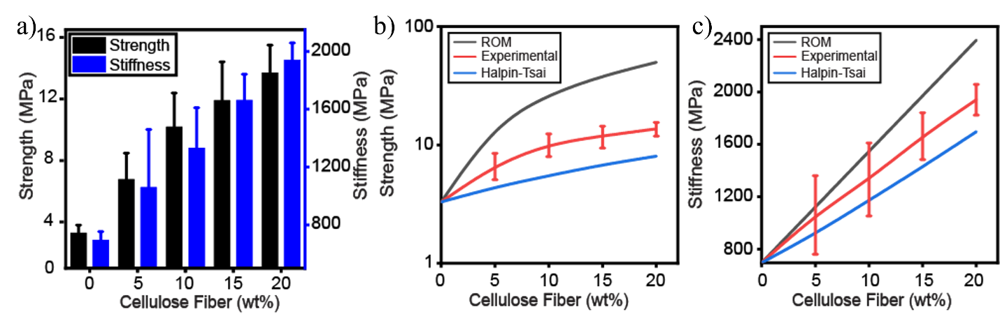 a)
Strength
Stiffness
Strength (MPa)
16
12
8
4
0
2000
1600
1200
800
Stiffness (MPa)
0 5 10 15 20
Cellulose Fiber (wt%)
b)
ROM
Experimental
Halpin-Tsai
Strength (MPa)
100
10
1
0 5 10 15 20
Cellulose Fiber (wt%)
c)
ROM
Experimental
Halpin-Tsai
Stiffness (MPa)
2400
2000
1600
1200
800
0 5 10 15 20
Cellulose Fiber (wt%)